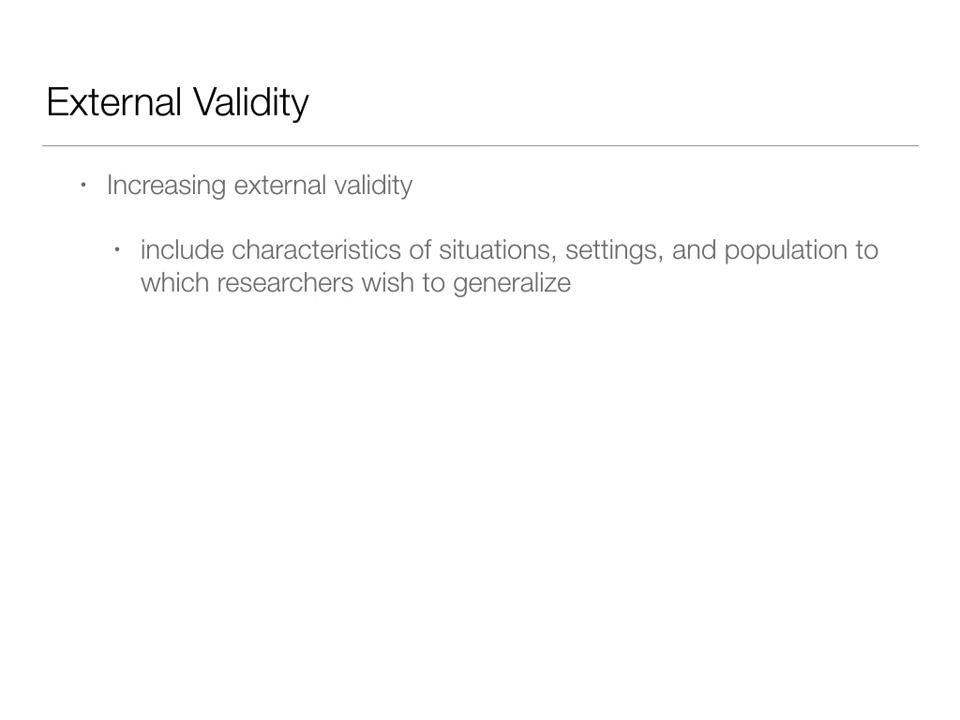 External Validity
• Increasing external validity
• include characteristics of situations, settings, and population to
which researchers wish to generalize